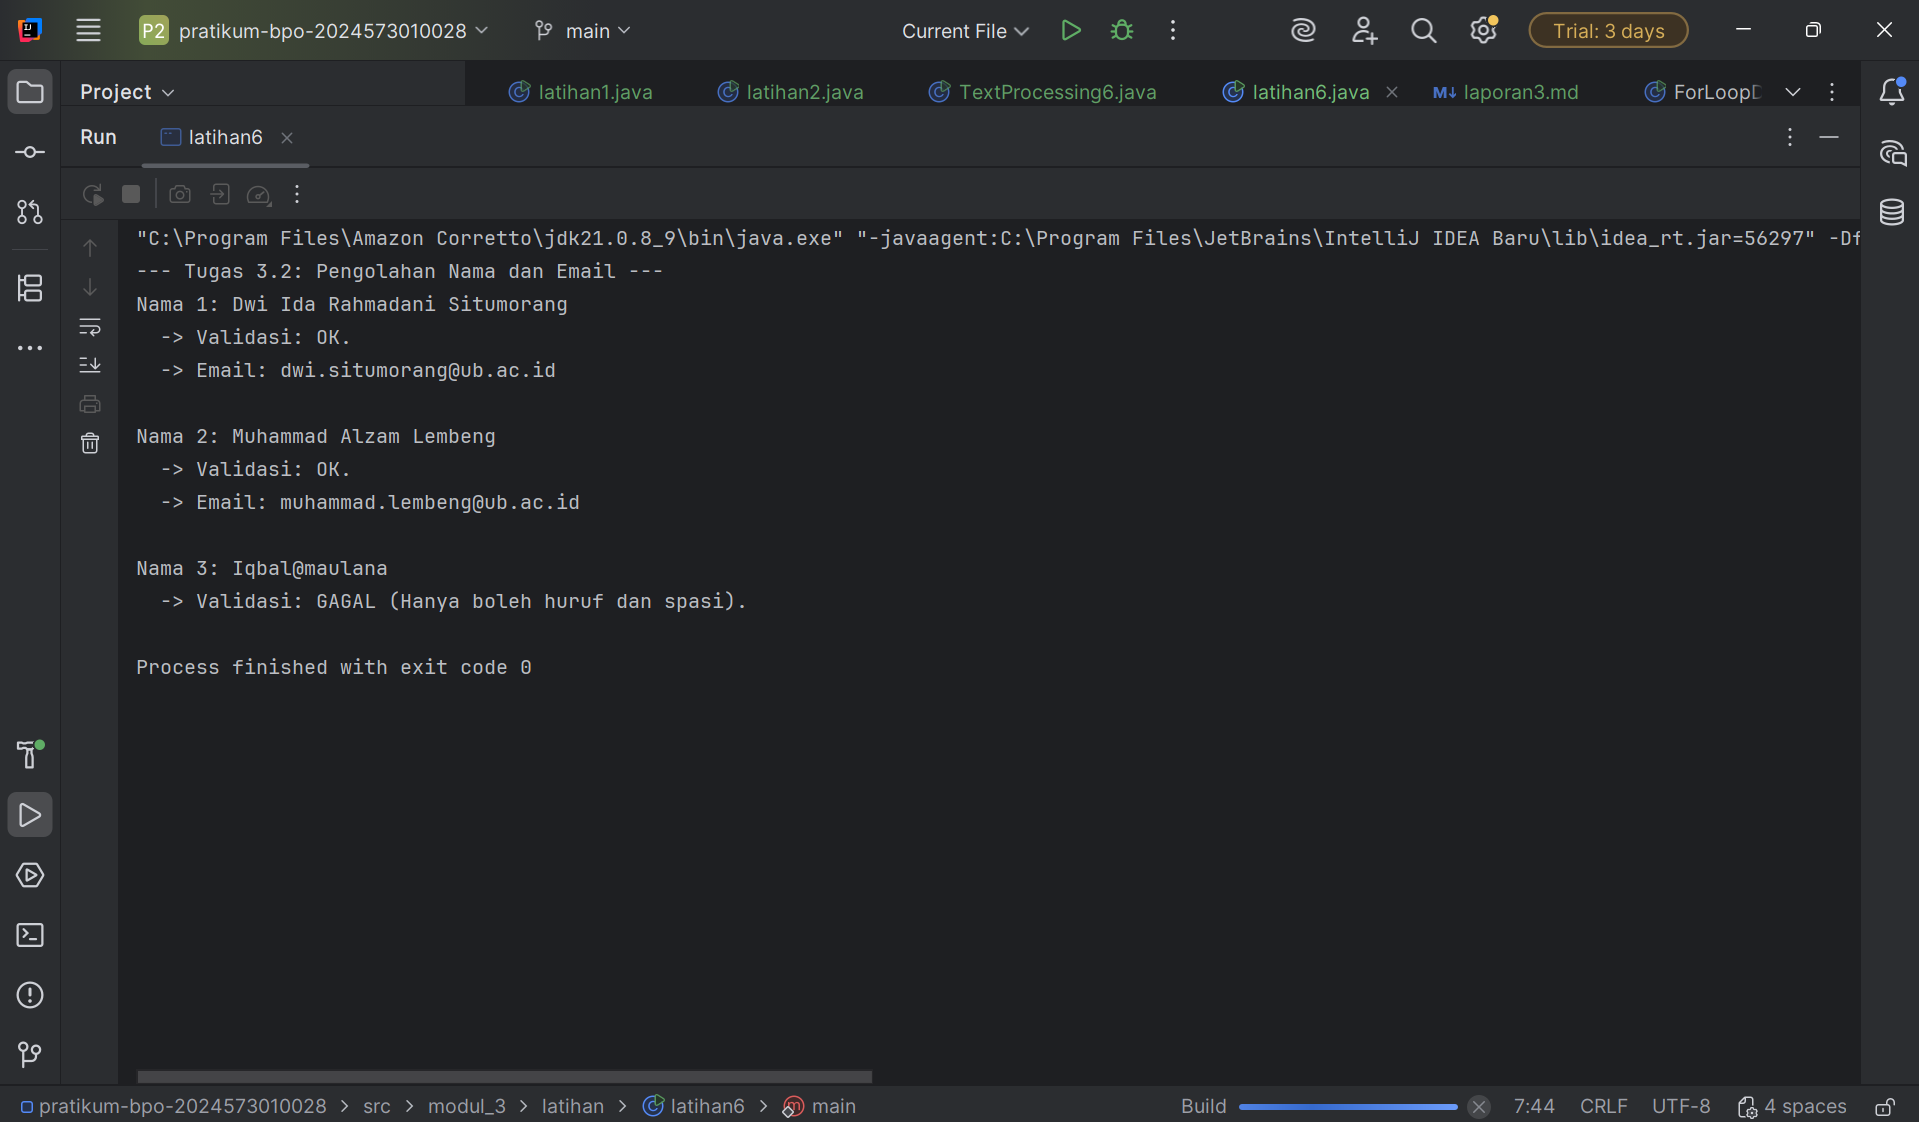 P2 pratikum-bpo-2024573010028 main Current File Trial: 3 days
Project latihan1.java latihan2.java TextProcessing6.java latihan6.java M↓ laporan3.md ForLoopD
Run latihan6
"C:\Program Files\Amazon Corretto\jdk21.0.8_9\bin\java.exe" "-javaagent:C:\Program Files\JetBrains\IntelliJ IDEA Baru\lib\idea_rt.jar=56297" -Df
--- Tugas 3.2: Pengolahan Nama dan Email ---
Nama 1: Dwi Ida Rahmadani Situmorang
  -> Validasi: OK.
  -> Email: dwi.situmorang@ub.ac.id
Nama 2: Muhammad Alzam Lembeng
  -> Validasi: OK.
  -> Email: muhammad.lembeng@ub.ac.id
Nama 3: Iqbal@maulana
  -> Validasi: GAGAL (Hanya boleh huruf dan spasi).
Process finished with exit code 0
pratikum-bpo-2024573010028 > src > modul_3 > latihan > latihan6 > main Build 7:44 CRLF UTF-8 4 spaces